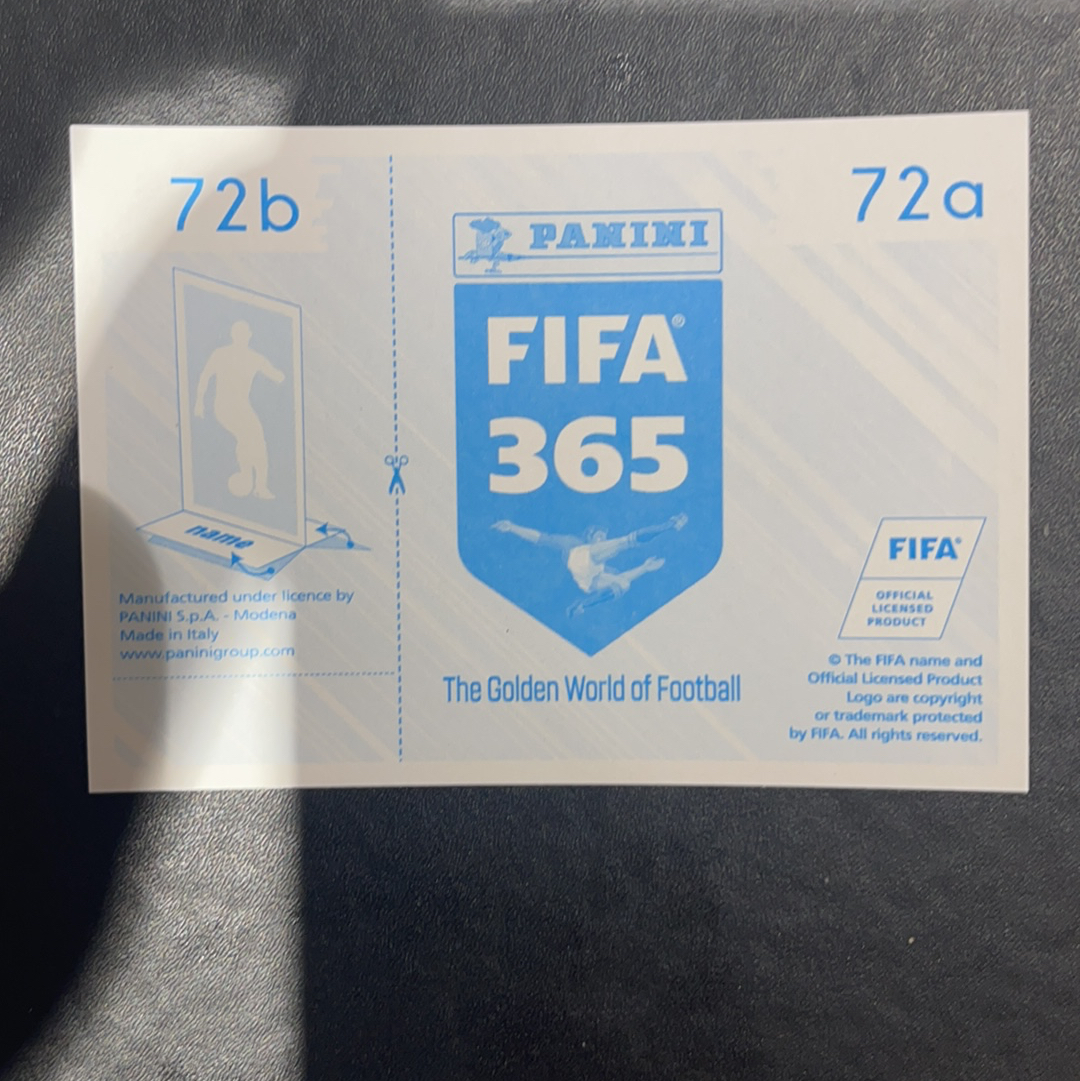 72b
72a
PANINI
FIFA®
365
The Golden World of Football
name
Manufactured under licence by
PANINI S.p.A. - Modena
Made in Italy
www.paninigroup.com
FIFA®
OFFICIAL
LICENSED
PRODUCT
© The FIFA name and
Official Licensed Product
Logo are copyright
or trademark protected
by FIFA. All rights reserved.